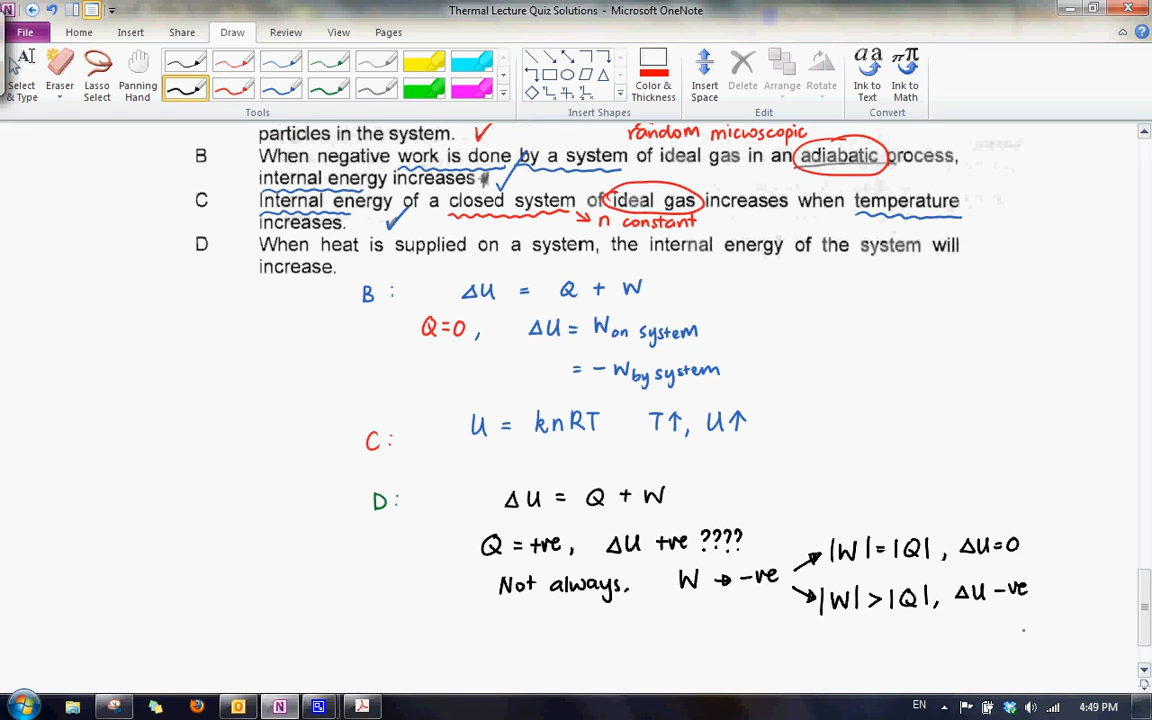 Thermal Lecture Quiz Solutions - Microsoft OneNote
File Home Insert Share Draw Review View Pages
Select & Type
Eraser
Lasso Select
Panning Hand
Color & Thickness
Insert Space
Delete
Arrange
Rotate
Ink to Text
Ink to Math
Tools
Insert Shapes
Edit
Convert
particles in the system. ✓ random microscopic
B When negative work is done by a system of ideal gas in an adiabatic process,
internal energy increases
C Internal energy of a closed system of ideal gas increases when temperature
increases. → n constant
D When heat is supplied on a system, the internal energy of the system will
increase.
B : ΔU = Q + W
Q=0 , ΔU = W on system
= - W by system
C : U = knRT T↑, U↑
D : ΔU = Q + W
Q = +ve, ΔU +ve ????
|W|=|Q|, ΔU=0
Not always. W → -ve
|W|>|Q|, ΔU -ve
EN 4:49 PM